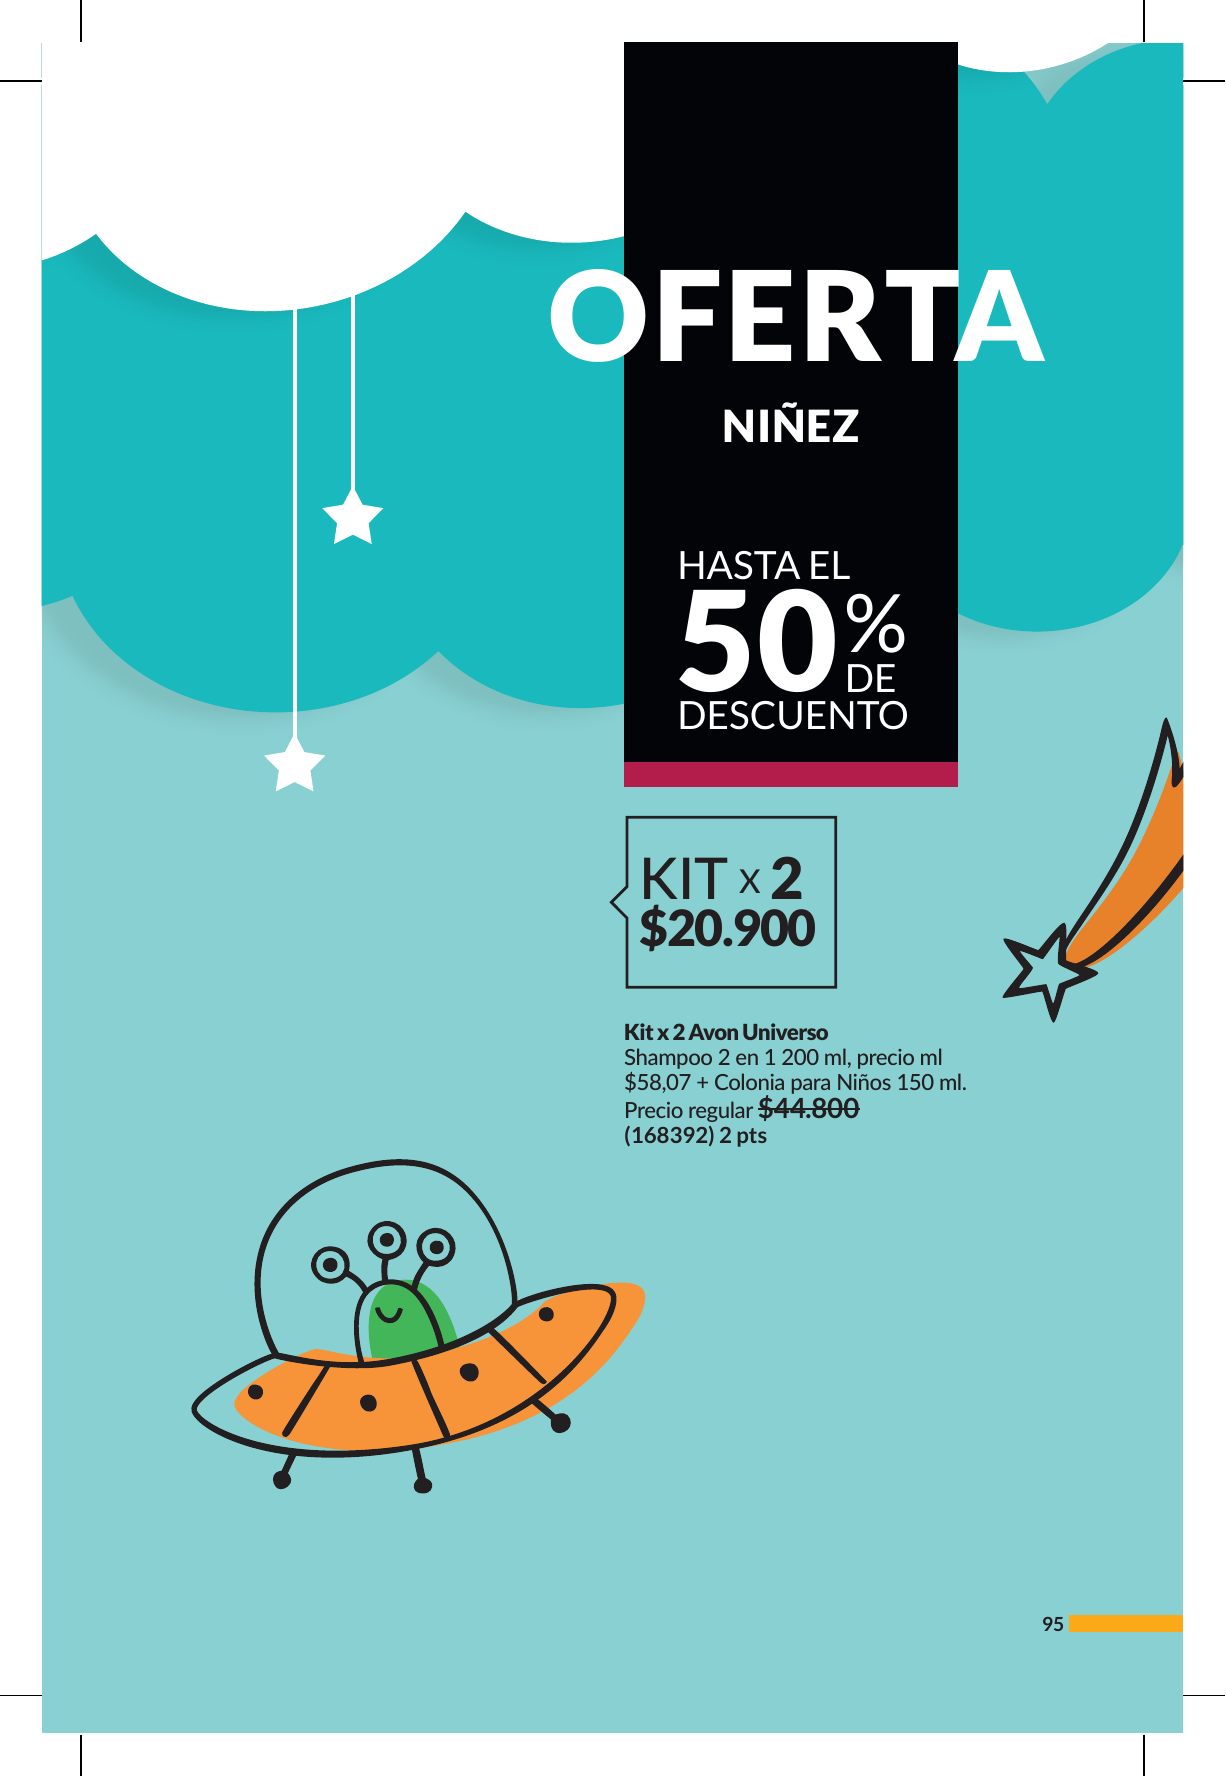 OFERTA
NIÑEZ
HASTA EL
50%
DE
DESCUENTO
KIT x 2
$20.900
Kit x 2 Avon Universo
Shampoo 2 en 1 200 ml, precio ml
$58,07 + Colonia para Niños 150 ml.
Precio regular $44.800
(168392) 2 pts
95